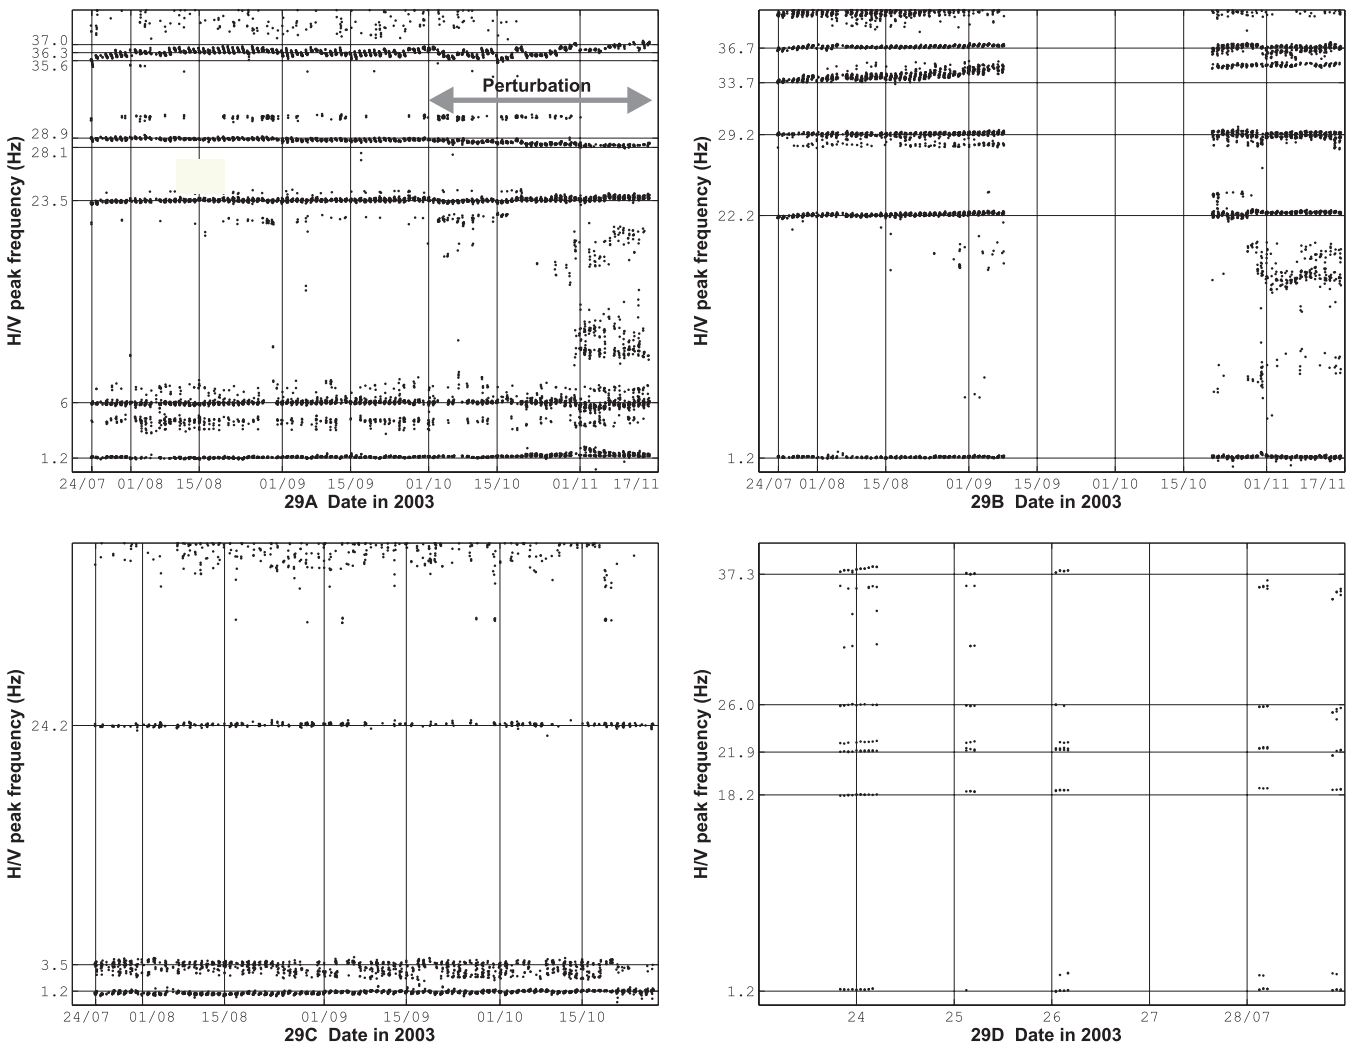 37.0
36.3
35.6
Perturbation
28.9
28.1
23.5
6
1.2
H/V peak frequency (Hz)
24/07 01/08 15/08 01/09 15/09 01/10 15/10 01/11 17/11
29A Date in 2003
36.7
33.7
29.2
22.2
1.2
H/V peak frequency (Hz)
24/07 01/08 15/08 01/09 15/09 01/10 15/10 01/11 17/11
29B Date in 2003
24.2
3.5
1.2
H/V peak frequency (Hz)
24/07 01/08 15/08 01/09 15/09 01/10 15/10
29C Date in 2003
37.3
26.0
21.9
18.2
1.2
H/V peak frequency (Hz)
24 25 26 27 28/07
29D Date in 2003